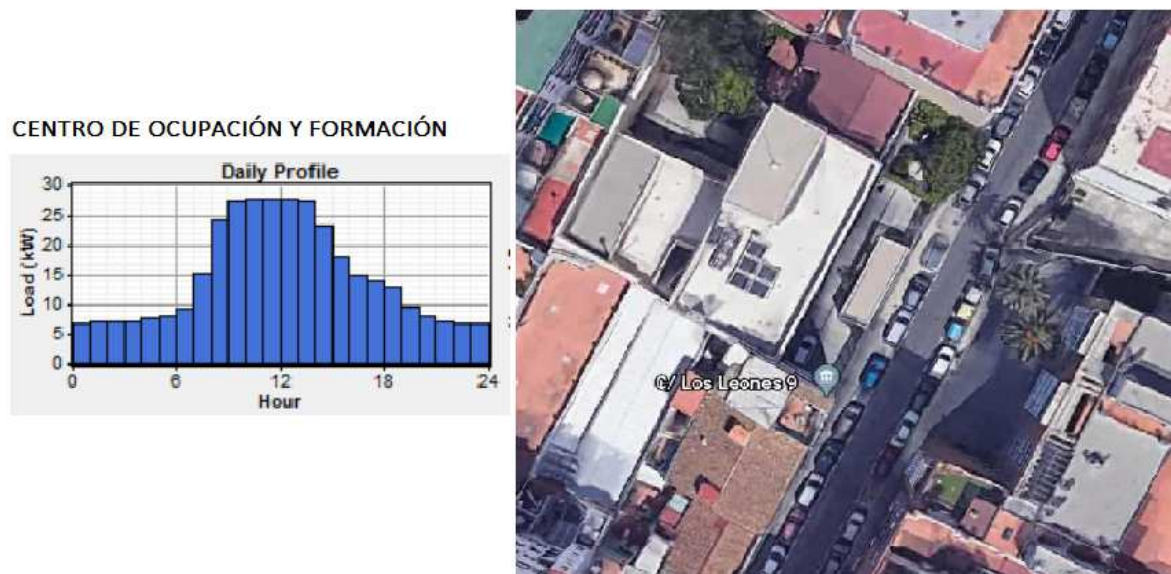 CENTRO DE OCUPACIÓN Y FORMACIÓN
Daily Profile
30
25
20
15
10
5
0
Load (kW)
0 6 12 18 24
Hour
C/ Los Leones 9